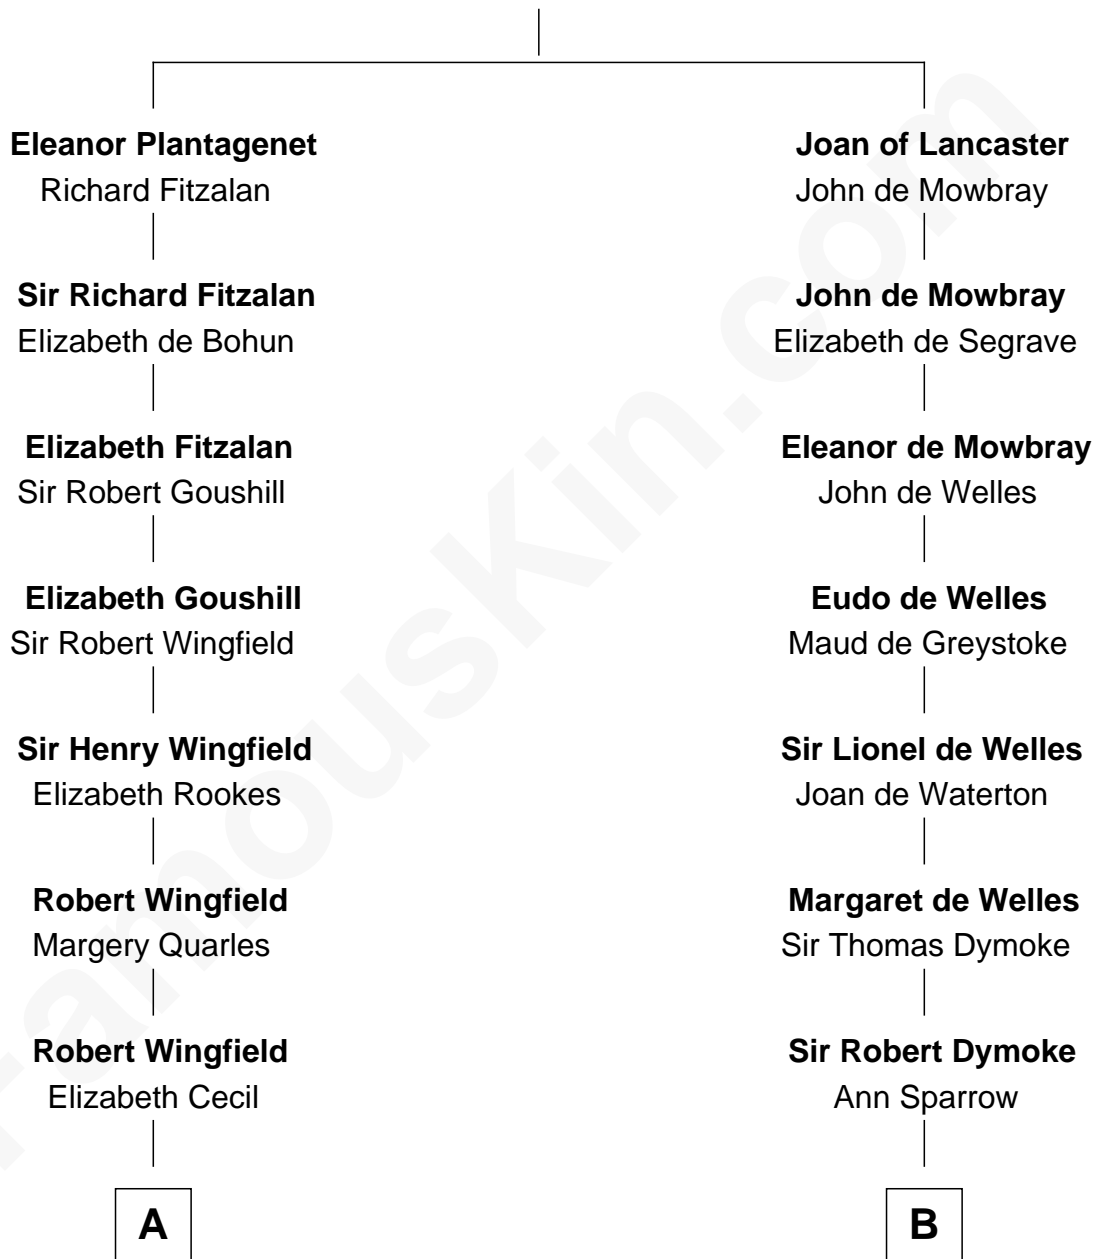 Eleanor Plantagenet
Richard Fitzalan
Sir Richard Fitzalan
Elizabeth de Bohun
Elizabeth Fitzalan
Sir Robert Goushill
Elizabeth Goushill
Sir Robert Wingfield
Sir Henry Wingfield
Elizabeth Rookes
Robert Wingfield
Margery Quarles
Robert Wingfield
Elizabeth Cecil
A
Joan of Lancaster
John de Mowbray
John de Mowbray
Elizabeth de Segrave
Eleanor de Mowbray
John de Welles
Eudo de Welles
Maud de Greystoke
Sir Lionel de Welles
Joan de Waterton
Margaret de Welles
Sir Thomas Dymoke
Sir Robert Dymoke
Ann Sparrow
B
FamousKin.com